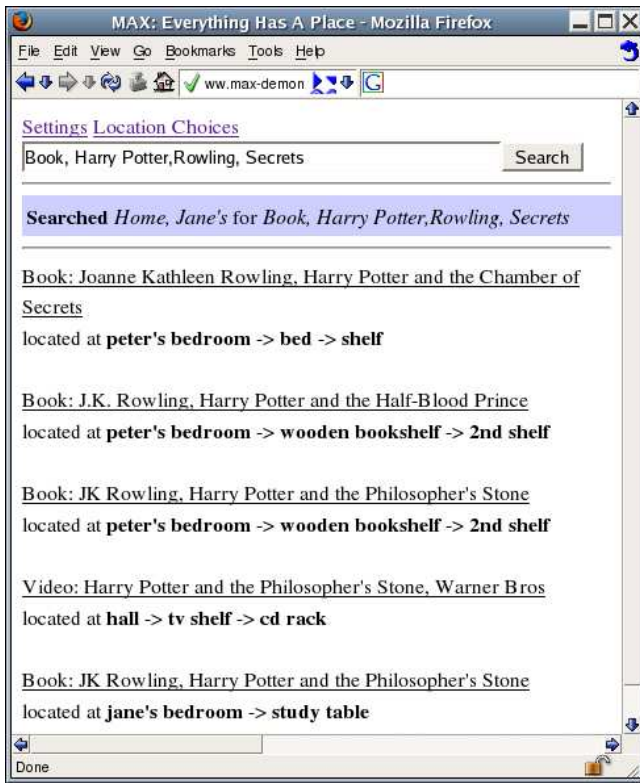 MAX: Everything Has A Place - Mozilla Firefox
File Edit View Go Bookmarks Tools Help
ww.max-demon
G
Settings Location Choices
Book, Harry Potter,Rowling, Secrets Search
Searched Home, Jane's for Book, Harry Potter,Rowling, Secrets
Book: Joanne Kathleen Rowling, Harry Potter and the Chamber of
Secrets
located at peter's bedroom -> bed -> shelf
Book: J.K. Rowling, Harry Potter and the Half-Blood Prince
located at peter's bedroom -> wooden bookshelf -> 2nd shelf
Book: JK Rowling, Harry Potter and the Philosopher's Stone
located at peter's bedroom -> wooden bookshelf -> 2nd shelf
Video: Harry Potter and the Philosopher's Stone, Warner Bros
located at hall -> tv shelf -> cd rack
Book: JK Rowling, Harry Potter and the Philosopher's Stone
located at jane's bedroom -> study table
Done